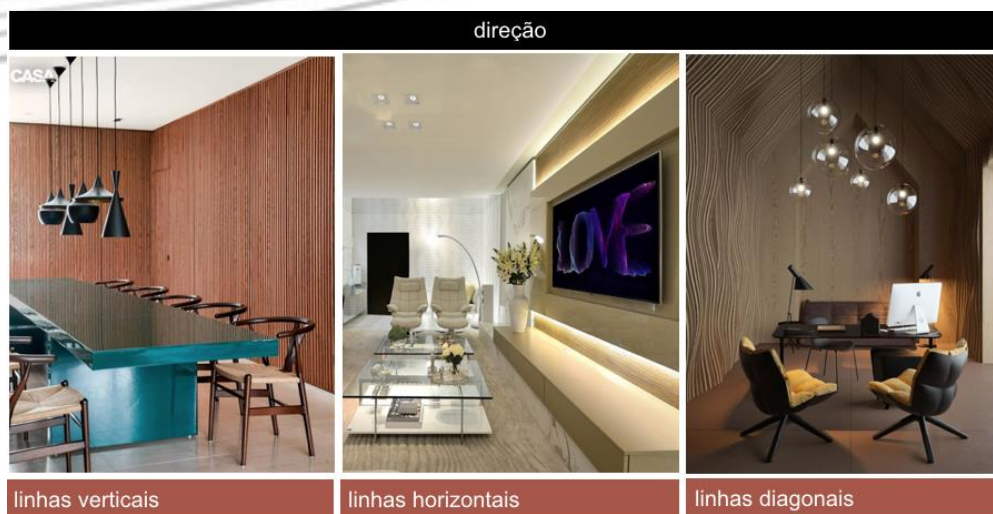 direção
CASA
LOVE
linhas verticais
linhas horizontais
linhas diagonais